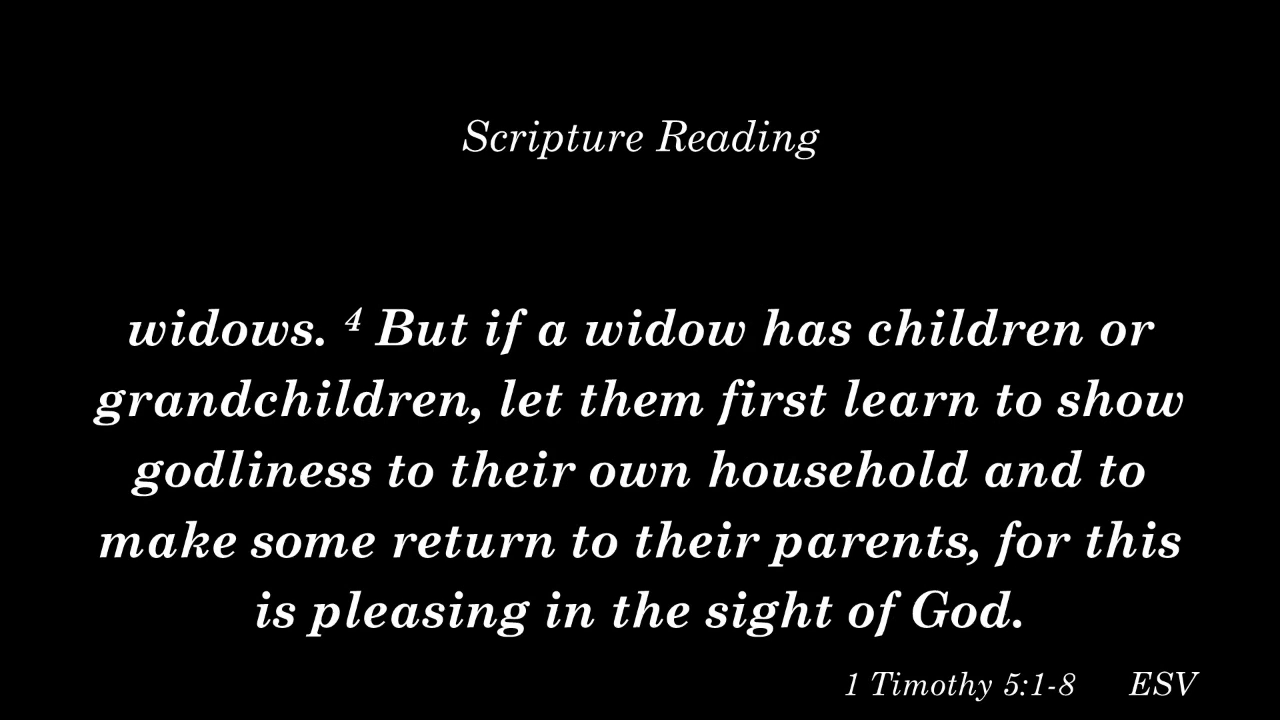 Scripture Reading
widows. ⁴ But if a widow has children or
grandchildren, let them first learn to show
godliness to their own household and to
make some return to their parents, for this
is pleasing in the sight of God.
1 Timothy 5:1-8 ESV